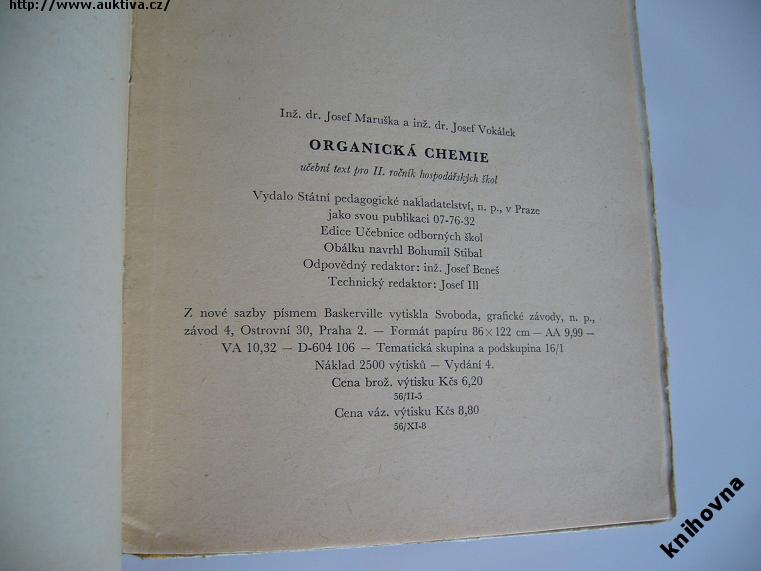 http://www.auktiva.cz/
Inž. dr. Josef Maruška a inž. dr. Josef Vokálek
ORGANICKÁ CHEMIE
učební text pro II. ročník hospodářských škol
Vydalo Státní pedagogické nakladatelství, n. p., v Praze
jako svou publikaci 07-76-32
Edice Učebnice odborných škol
Obálku navrhl Bohumil Stibal
Odpovědný redaktor: inž. Josef Beneš
Technický redaktor: Josef Ill
Z nové sazby písmem Baskerville vytiskla Svoboda, grafické závody, n. p.,
závod 4, Ostrovní 30, Praha 2. — Formát papíru 86×122 cm — AA 9,99 —
VA 10,32 — D-604 106 — Tematická skupina a podskupina 16/1
Náklad 2500 výtisků — Vydání 4.
Cena brož. výtisku Kčs 6,20
56/II-5
Cena váz. výtisku Kčs 8,80
56/XI-8
knihovna